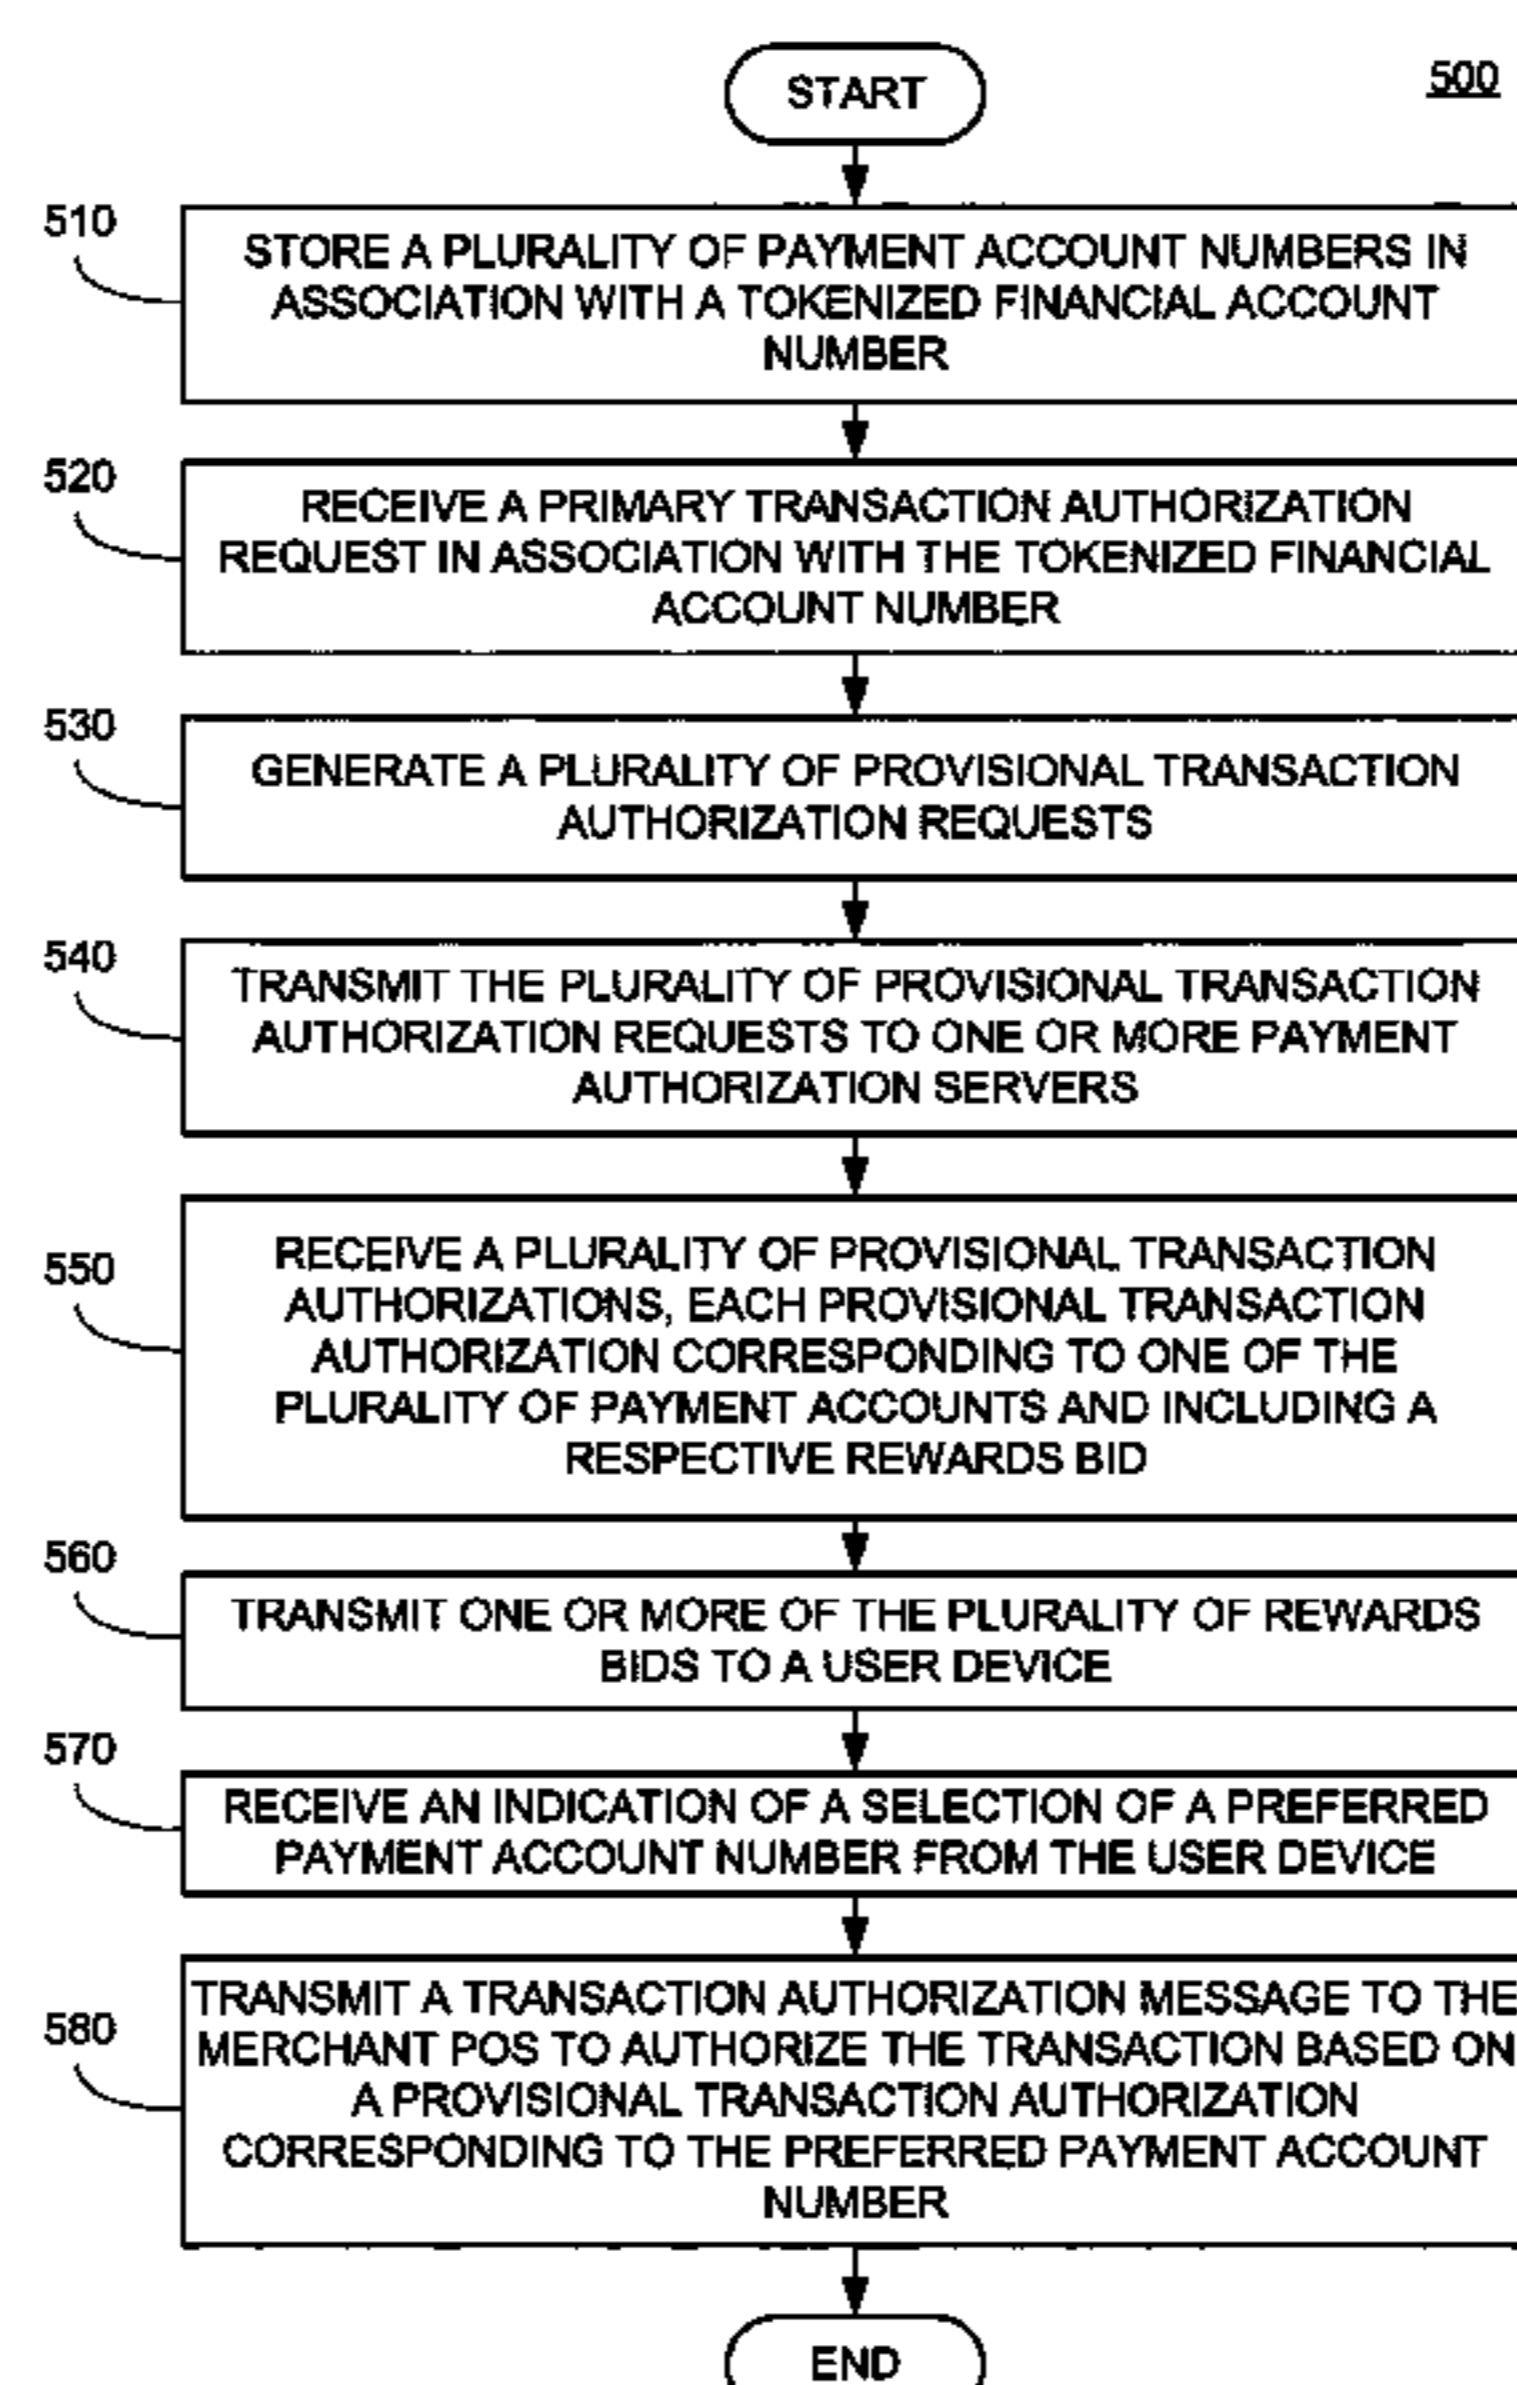 START
500
510
STORE A PLURALITY OF PAYMENT ACCOUNT NUMBERS IN
ASSOCIATION WITH A TOKENIZED FINANCIAL ACCOUNT
NUMBER
520
RECEIVE A PRIMARY TRANSACTION AUTHORIZATION
REQUEST IN ASSOCIATION WITH THE TOKENIZED FINANCIAL
ACCOUNT NUMBER
530
GENERATE A PLURALITY OF PROVISIONAL TRANSACTION
AUTHORIZATION REQUESTS
540
TRANSMIT THE PLURALITY OF PROVISIONAL TRANSACTION
AUTHORIZATION REQUESTS TO ONE OR MORE PAYMENT
AUTHORIZATION SERVERS
550
RECEIVE A PLURALITY OF PROVISIONAL TRANSACTION
AUTHORIZATIONS, EACH PROVISIONAL TRANSACTION
AUTHORIZATION CORRESPONDING TO ONE OF THE
PLURALITY OF PAYMENT ACCOUNTS AND INCLUDING A
RESPECTIVE REWARDS BID
560
TRANSMIT ONE OR MORE OF THE PLURALITY OF REWARDS
BIDS TO A USER DEVICE
570
RECEIVE AN INDICATION OF A SELECTION OF A PREFERRED
PAYMENT ACCOUNT NUMBER FROM THE USER DEVICE
580
TRANSMIT A TRANSACTION AUTHORIZATION MESSAGE TO THE
MERCHANT POS TO AUTHORIZE THE TRANSACTION BASED ON
A PROVISIONAL TRANSACTION AUTHORIZATION
CORRESPONDING TO THE PREFERRED PAYMENT ACCOUNT
NUMBER
END